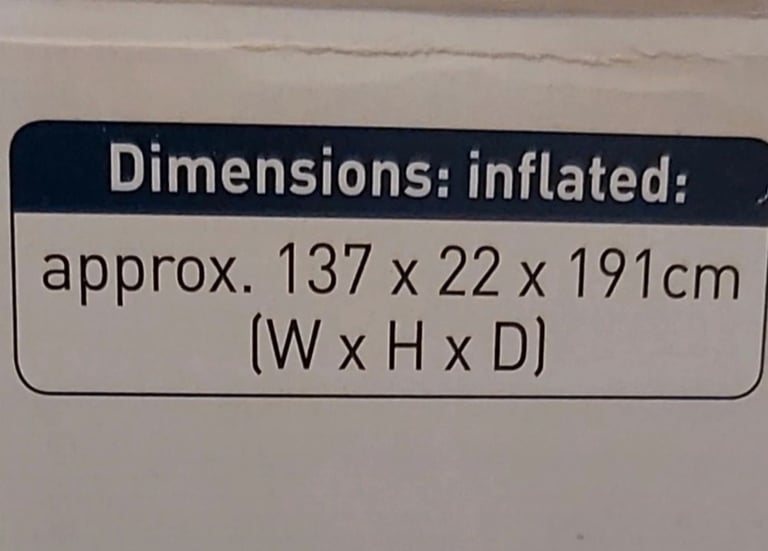 Dimensions: inflated:
approx. 137 x 22 x 191cm
(W x H x D)